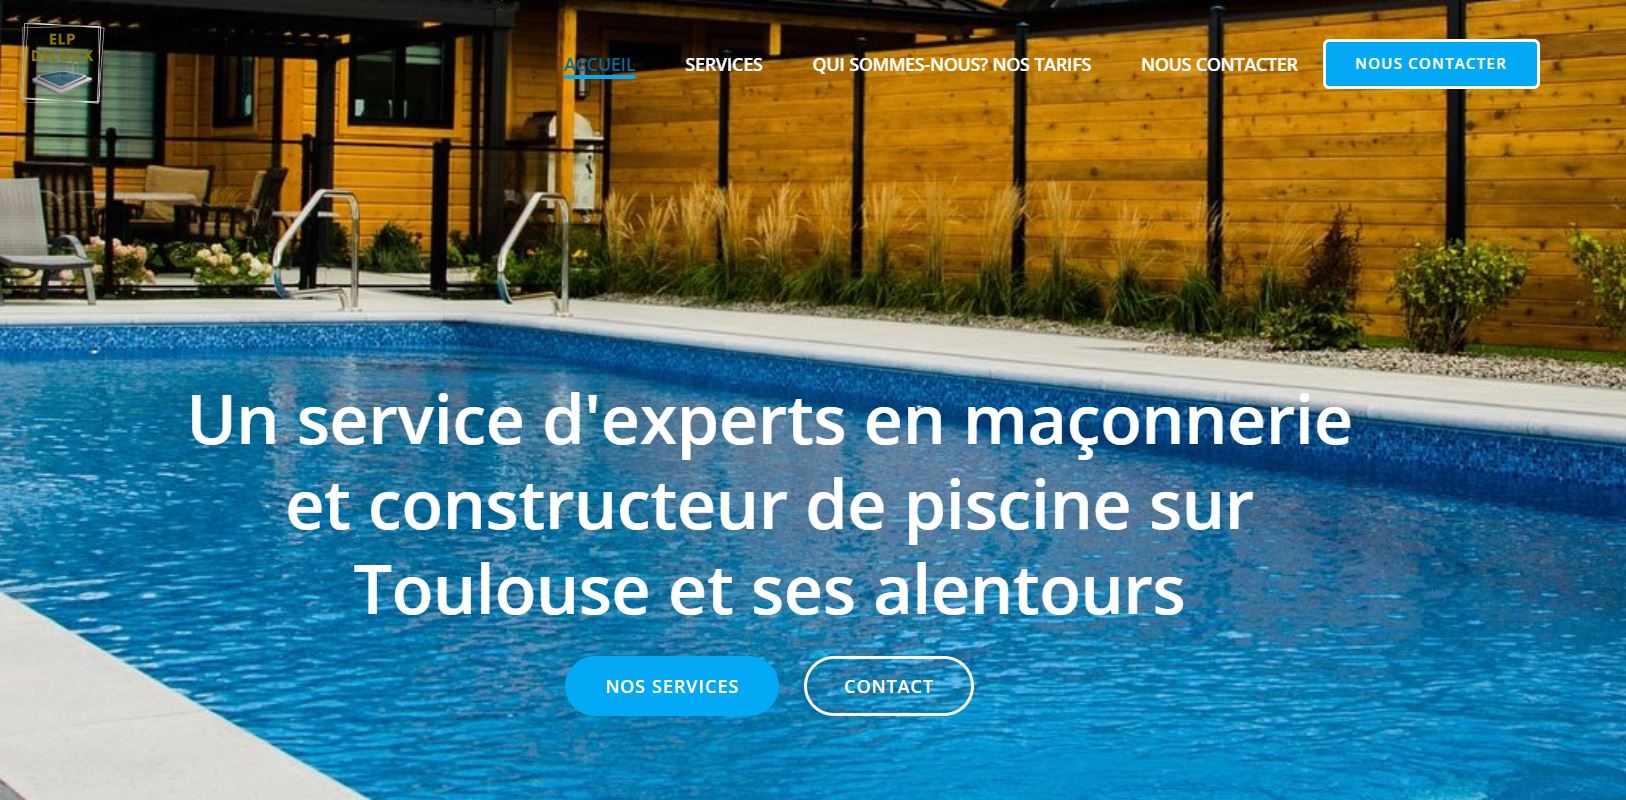 ELP
DECOUX
ACCUEIL
SERVICES
QUI SOMMES-NOUS? NOS TARIFS
NOUS CONTACTER
NOUS CONTACTER
Un service d'experts en maçonnerie
et constructeur de piscine sur
Toulouse et ses alentours
NOS SERVICES
CONTACT